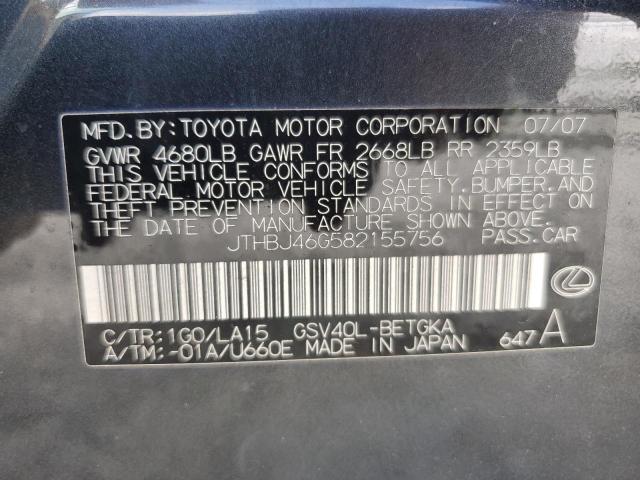 MFD. BY: TOYOTA MOTOR CORPORATION 07/07
GVWR 4680LB GAWR FR 2668LB RR 2359LB
THIS VEHICLE CONFORMS TO ALL APPLICABLE
FEDERAL MOTOR VEHICLE SAFETY, BUMPER, AND
THEFT PREVENTION STANDARDS IN EFFECT ON
THE DATE OF MANUFACTURE SHOWN ABOVE.
JTHBJ46G582155756 PASS. CAR
C/TR: 1G0/LA15 GSV40L-BETGKA
A/TM: -01A/U660E MADE IN JAPAN 647 A